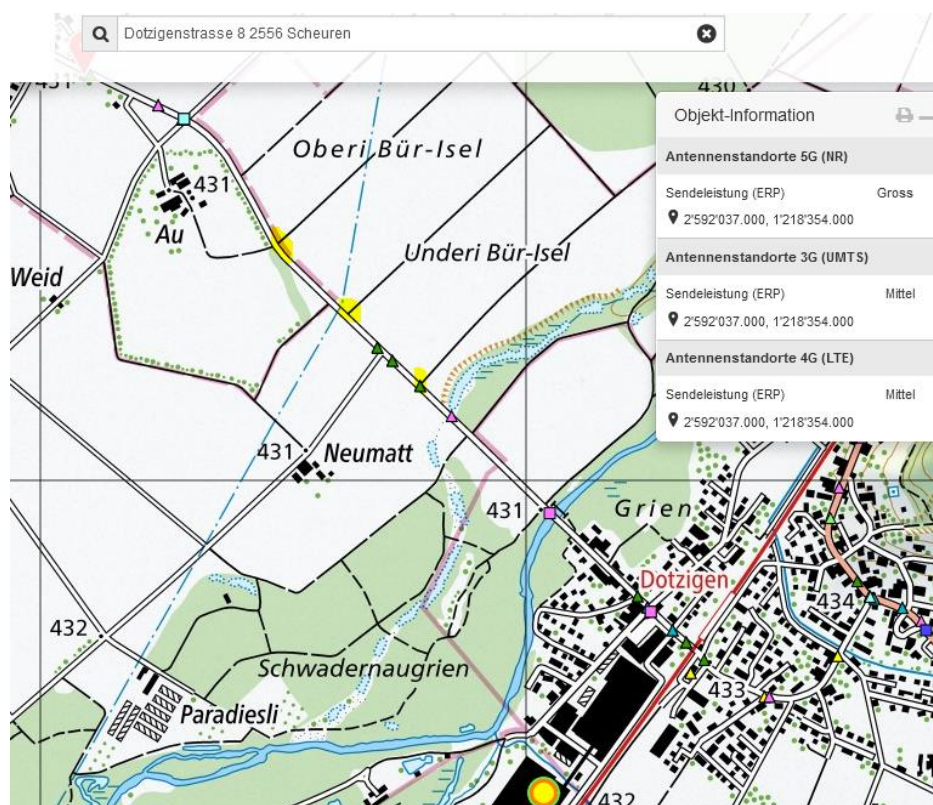 Dotzigenstrasse 8 2556 Scheuren
Objekt-Information
Antennenstandorte 5G (NR)
Sendeleistung (ERP) Gross
2'592'037.000, 1'218'354.000
Antennenstandorte 3G (UMTS)
Sendeleistung (ERP) Mittel
2'592'037.000, 1'218'354.000
Antennenstandorte 4G (LTE)
Sendeleistung (ERP) Mittel
2'592'037.000, 1'218'354.000
431
430
Oberi Bür-Isel
431
Au
Underi Bür-Isel
Weid
431
Neumatt
431
Grien
Dotzigen
434
432
Schwadernaugrien
433
Paradiesli
432